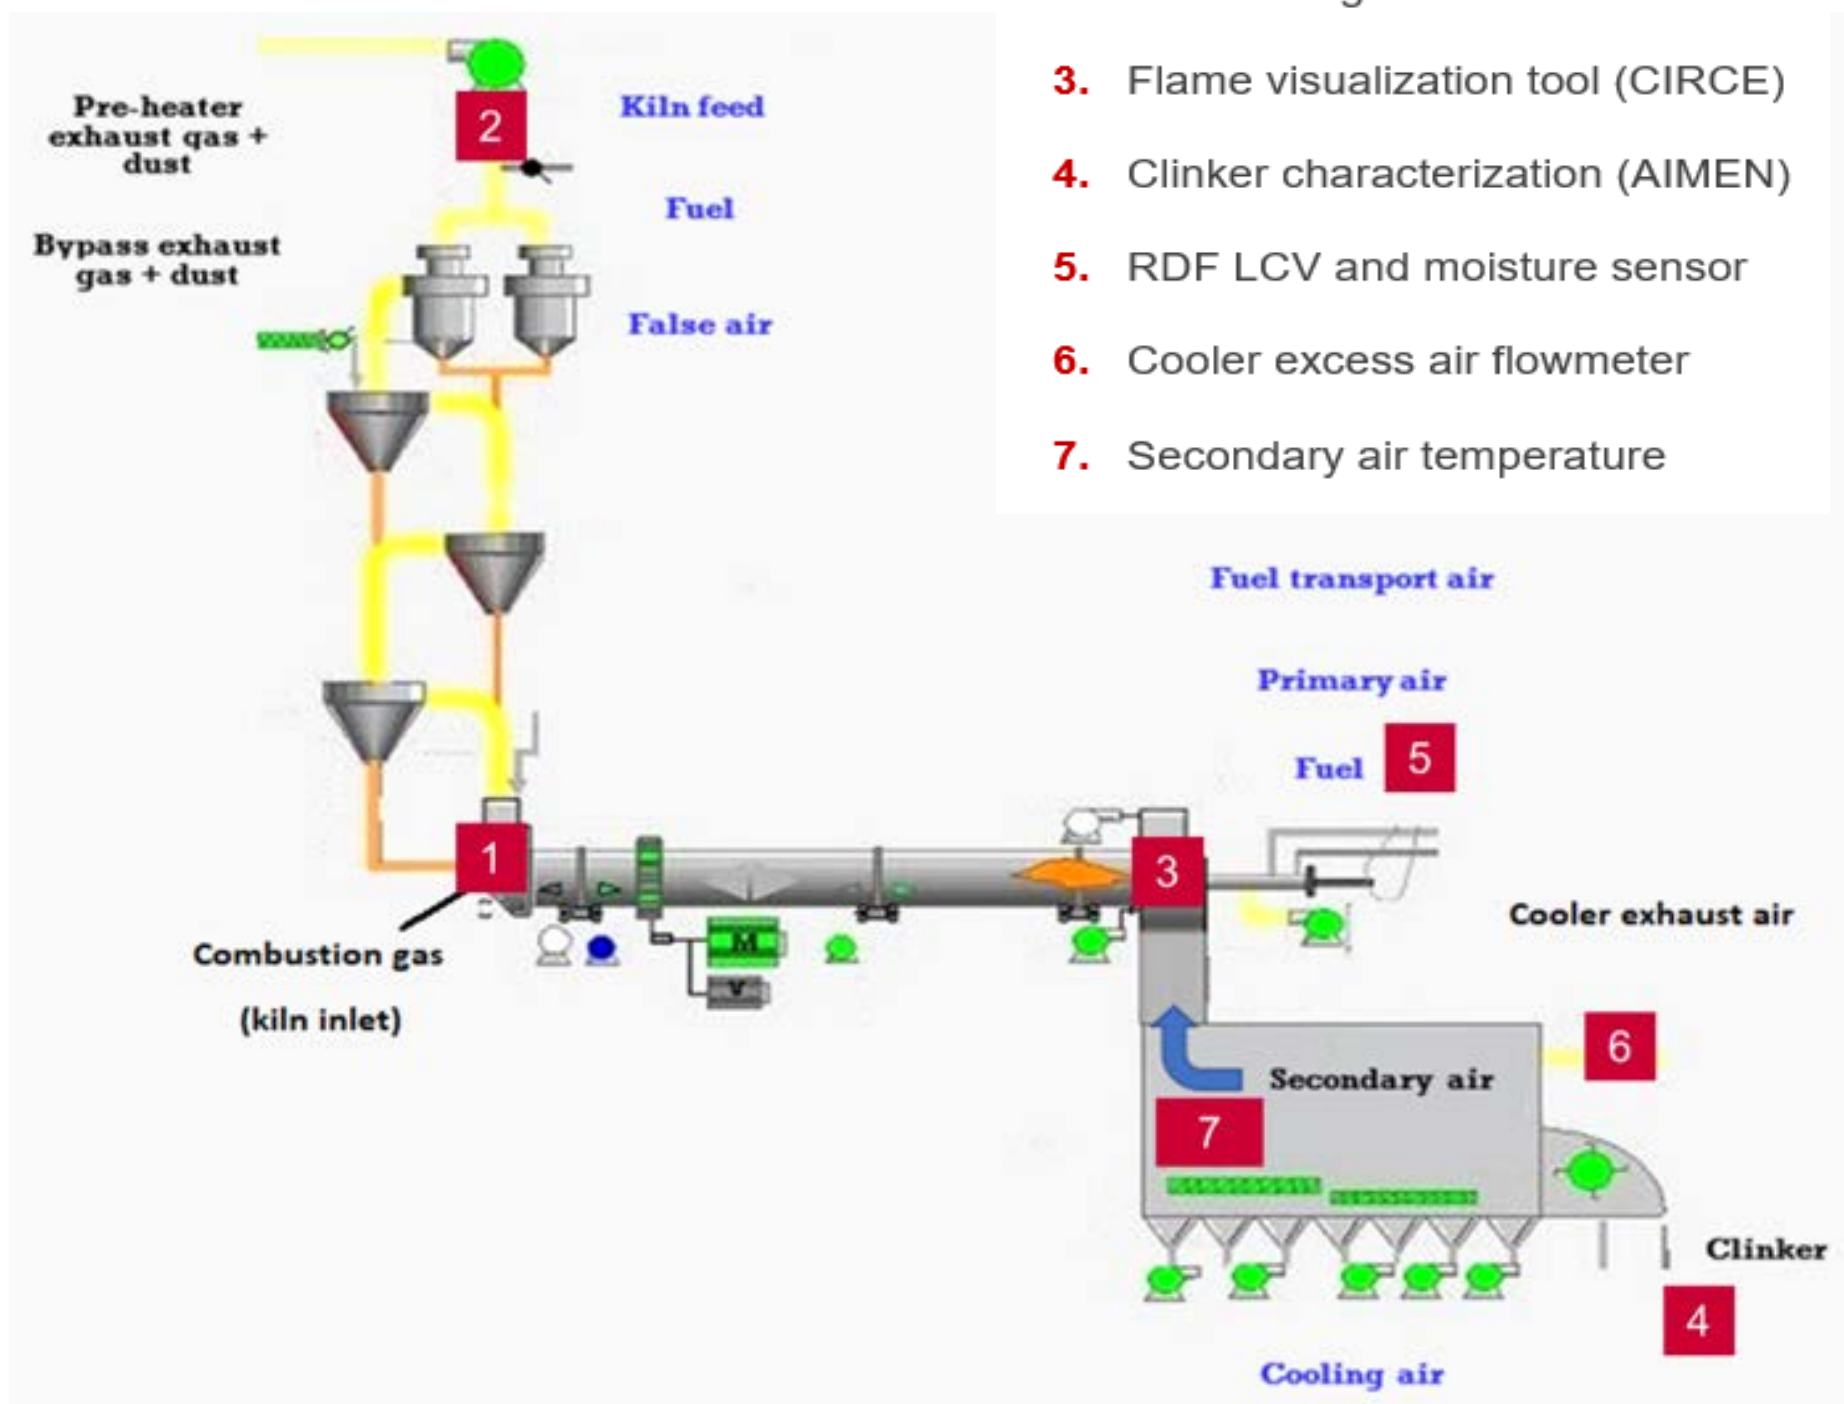 3. Flame visualization tool (CIRCE)
4. Clinker characterization (AIMEN)
5. RDF LCV and moisture sensor
6. Cooler excess air flowmeter
7. Secondary air temperature
2
Pre-heater
exhaust gas +
dust
Kiln feed
Fuel
Bypass exhaust
gas + dust
False air
Fuel transport air
Primary air
Fuel
5
1
3
Combustion gas
(kiln inlet)
M
V
Cooler exhaust air
6
Secondary air
7
Clinker
4
Cooling air